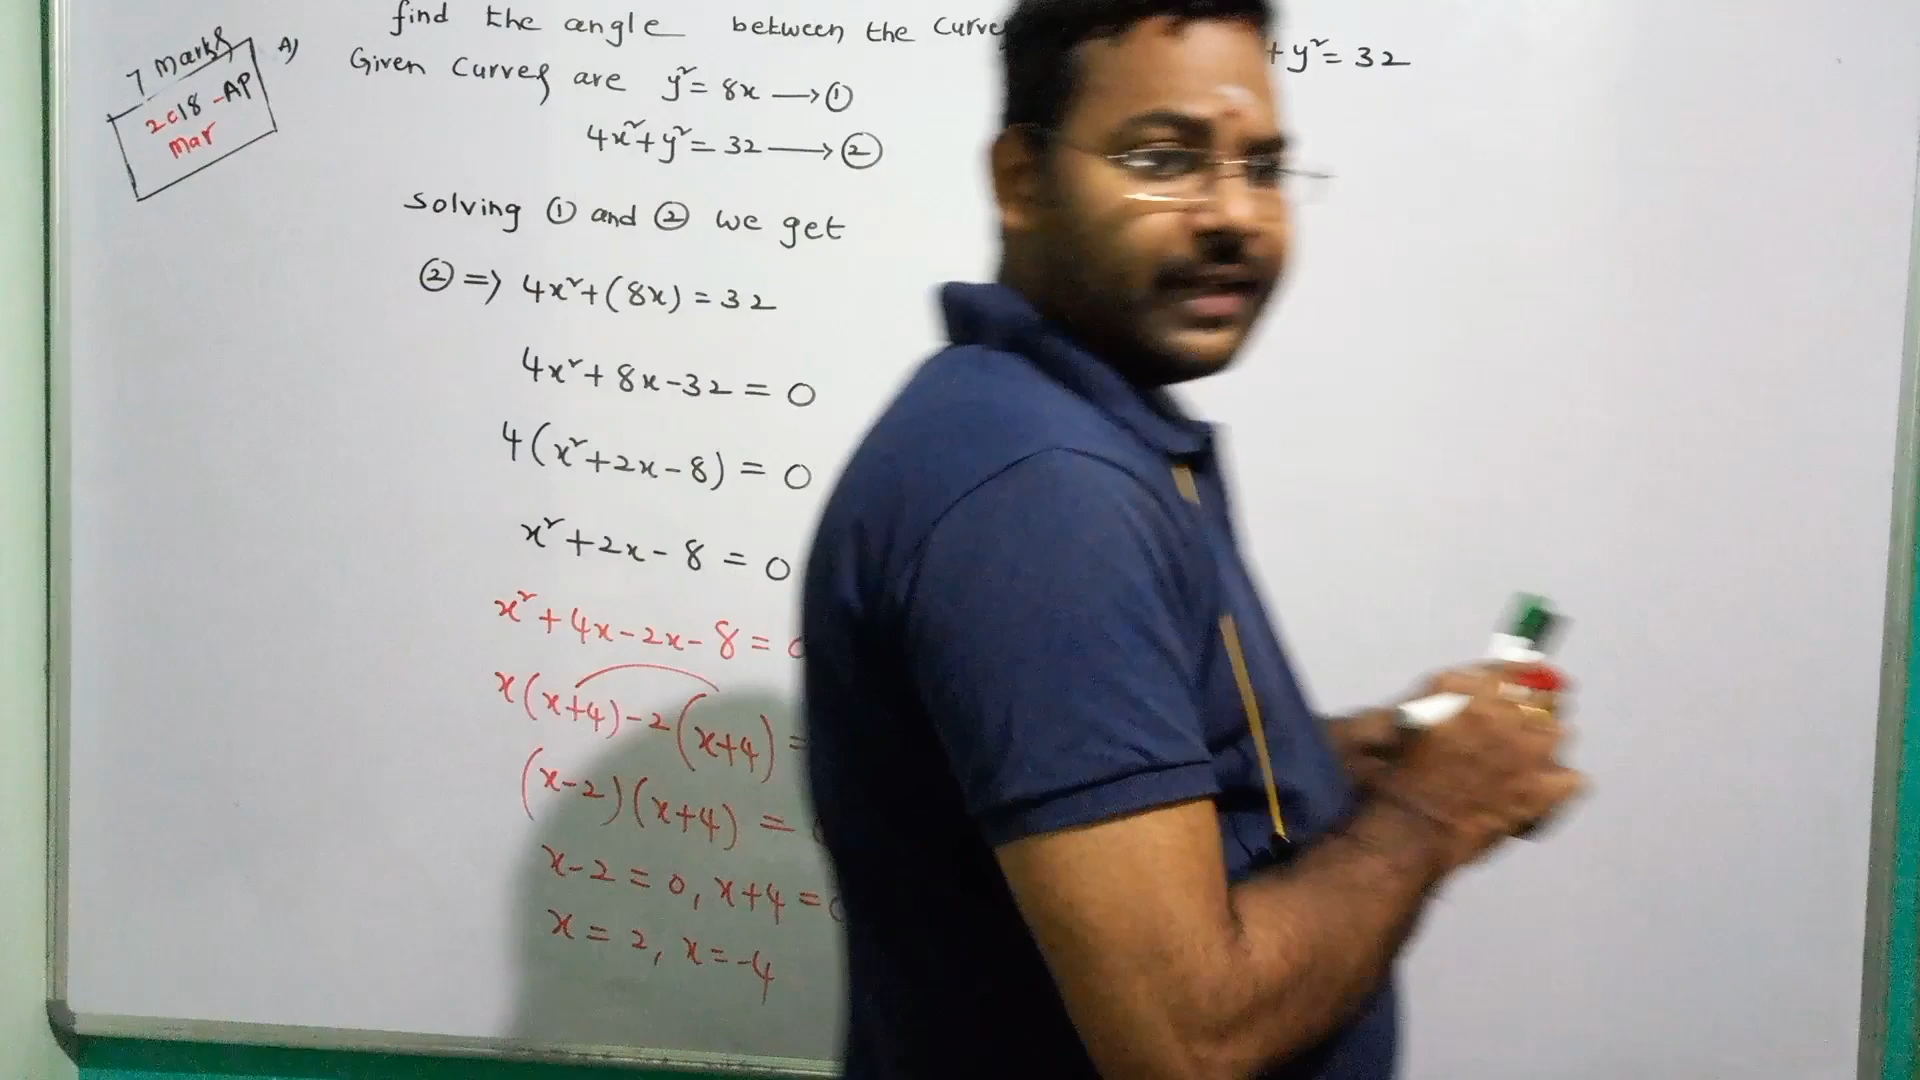 find the angle between the Curve
+ y² = 32
7 Marks
2018-AP
Mar
A)
Given Curves are y² = 8x → ①
4x² + y² = 32 → ②
Solving ① and ② we get
② => 4x² + (8x) = 32
4x² + 8x - 32 = 0
4(x² + 2x - 8) = 0
x² + 2x - 8 = 0
x² + 4x - 2x - 8 = 0
x(x+4) - 2(x+4) =
(x-2)(x+4) =
x-2 = 0, x+4 = 0
x = 2, x = -4